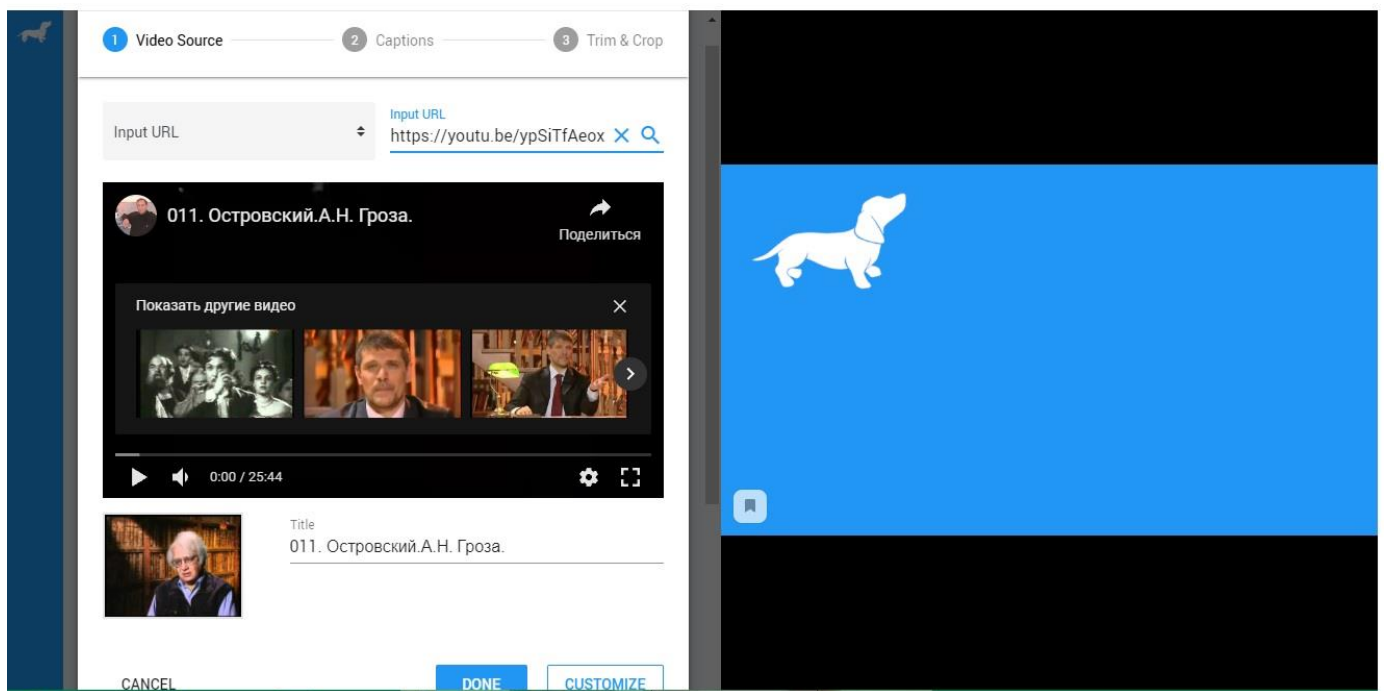 1 Video Source 2 Captions 3 Trim & Crop
Input URL
Input URL
https://youtu.be/ypSiTfAeox
011. Островский.А.Н. Гроза.
Поделиться
Показать другие видео
0:00 / 25:44
Title
011. Островский.А.Н. Гроза.
CANCEL DONE CUSTOMIZE